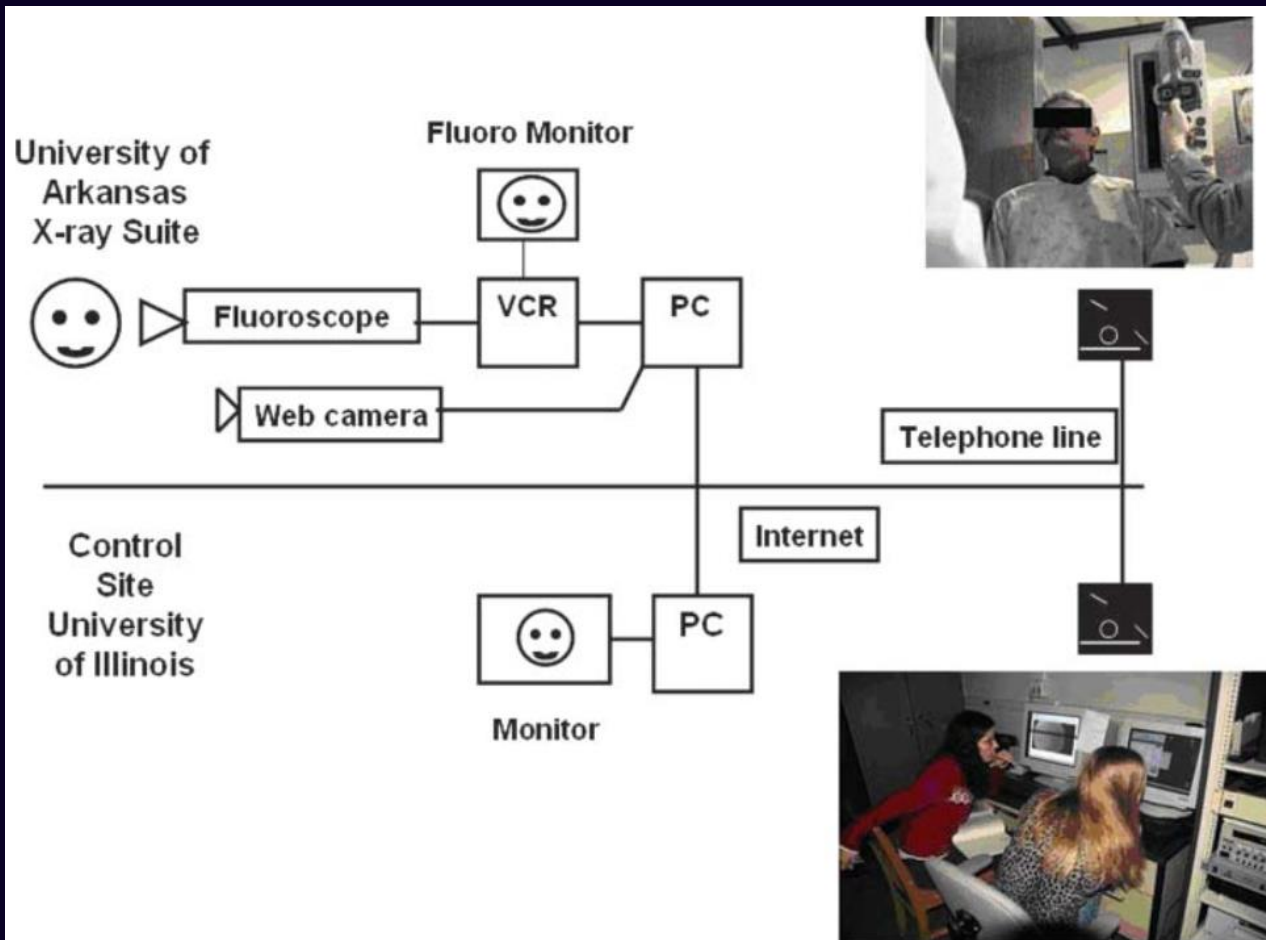 University of
Arkansas
X-ray Suite
Fluoro Monitor
Fluoroscope
VCR
PC
Web camera
Telephone line
Internet
Control
Site
University
of Illinois
PC
Monitor